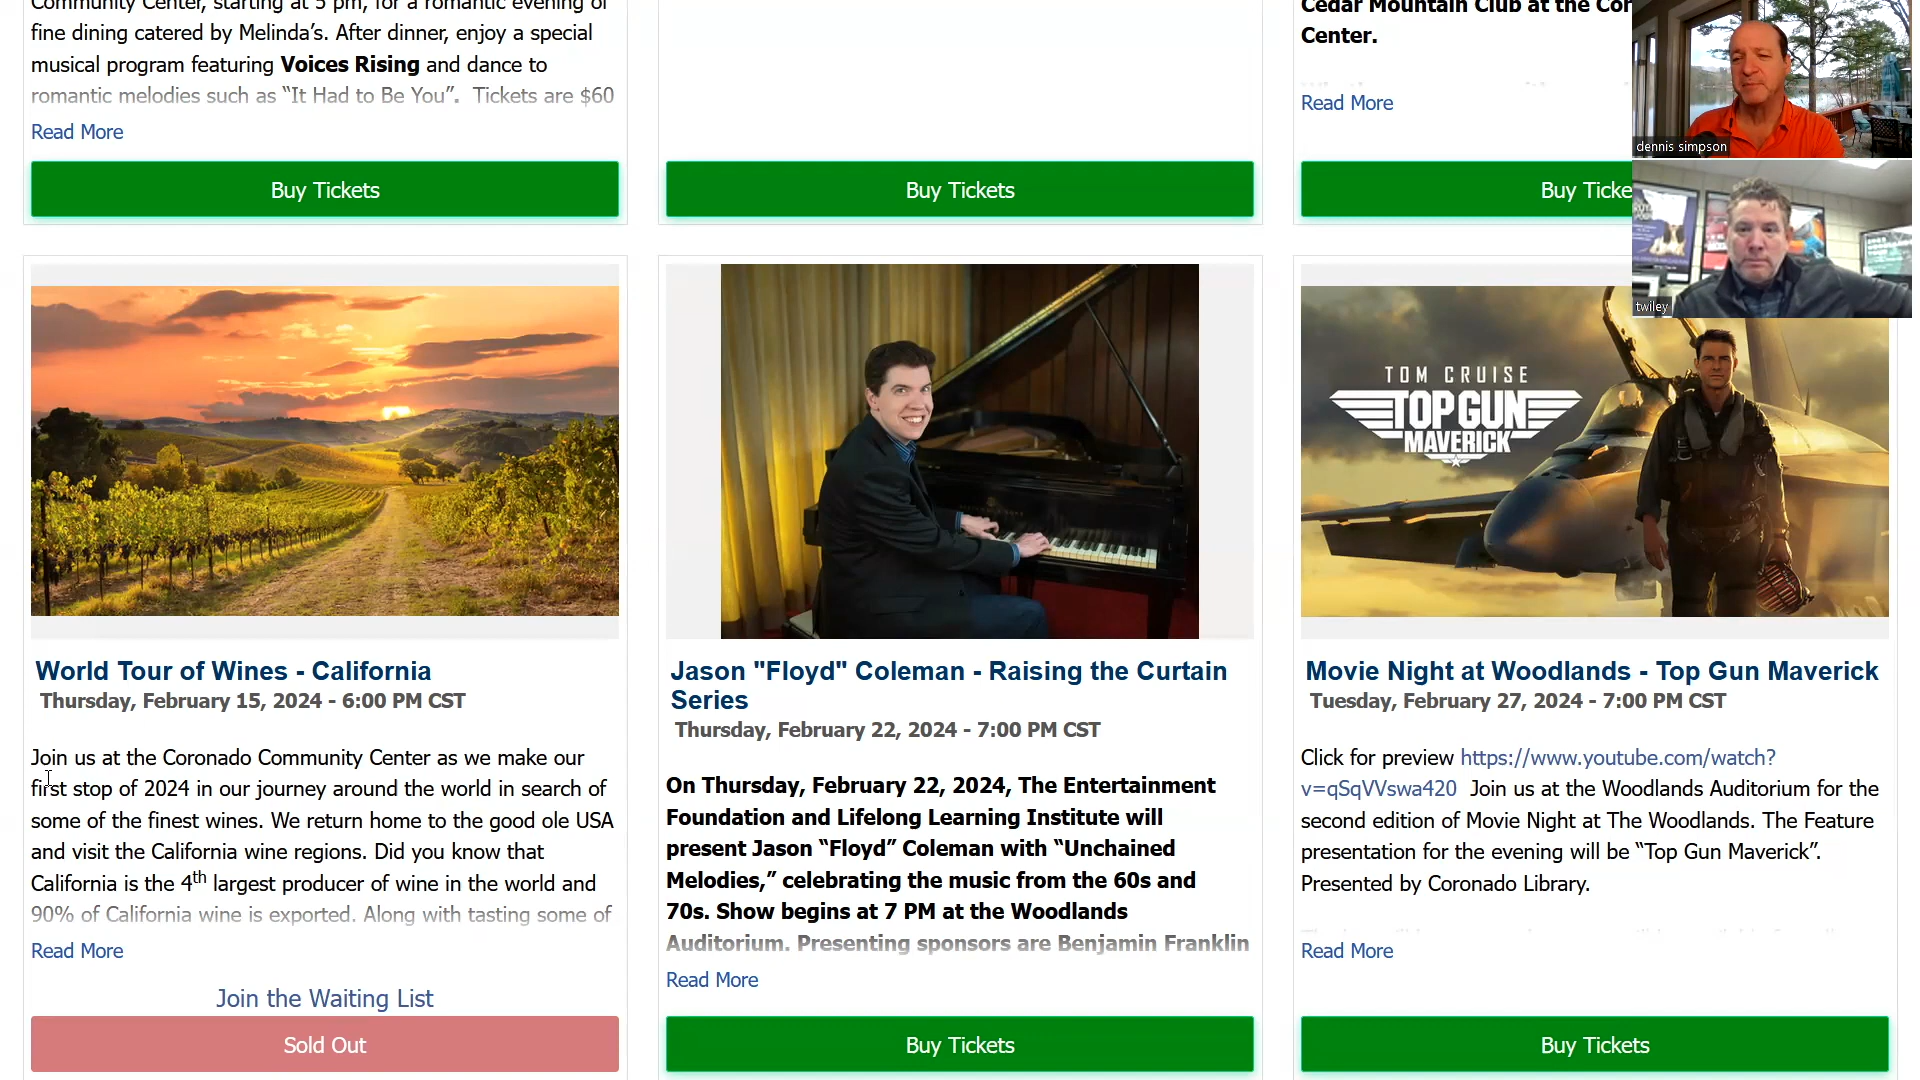 Community Center, starting at 5 pm, for a romantic evening of
fine dining catered by Melinda’s. After dinner, enjoy a special
musical program featuring Voices Rising and dance to
romantic melodies such as “It Had to Be You”. Tickets are $60
Read More
Buy Tickets
Buy Tickets
Cedar Mountain Club at the
Center.
Read More
Buy
dennis simpson
twiley
World Tour of Wines - California
Thursday, February 15, 2024 - 6:00 PM CST
Join us at the Coronado Community Center as we make our
first stop of 2024 in our journey around the world in search of
some of the finest wines. We return home to the good ole USA
and visit the California wine regions. Did you know that
California is the 4th largest producer of wine in the world and
90% of California wine is exported. Along with tasting some of
Read More
Join the Waiting List
Sold Out
Jason "Floyd" Coleman - Raising the Curtain
Series
Thursday, February 22, 2024 - 7:00 PM CST
On Thursday, February 22, 2024, The Entertainment
Foundation and Lifelong Learning Institute will
present Jason “Floyd” Coleman with “Unchained
Melodies,” celebrating the music from the 60s and
70s. Show begins at 7 PM at the Woodlands
Auditorium. Presenting sponsors are Benjamin Franklin
Read More
Buy Tickets
TOM CRUISE
TOP GUN
MAVERICK
Movie Night at Woodlands - Top Gun Maverick
Tuesday, February 27, 2024 - 7:00 PM CST
Click for preview https://www.youtube.com/watch?
v=qSqVVswa420 Join us at the Woodlands Auditorium for the
second edition of Movie Night at The Woodlands. The Feature
presentation for the evening will be “Top Gun Maverick”.
Presented by Coronado Library.
Read More
Buy Tickets